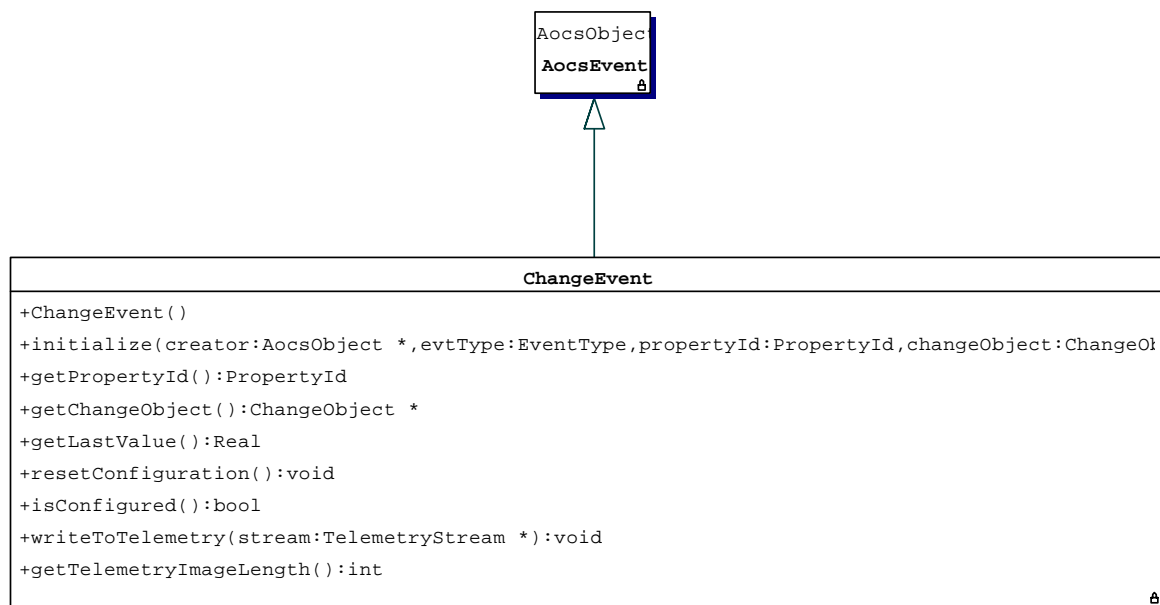 AocsObject
AocsEvent
ChangeEvent
+ChangeEvent()
+initialize(creator:AocsObject *,evtType:EventType,propertyId:PropertyId,changeObject:ChangeOb
+getPropertyId():PropertyId
+getChangeObject():ChangeObject *
+getLastValue():Real
+resetConfiguration():void
+isConfigured():bool
+writeToTelemetry(stream:TelemetryStream *):void
+getTelemetryImageLength():int